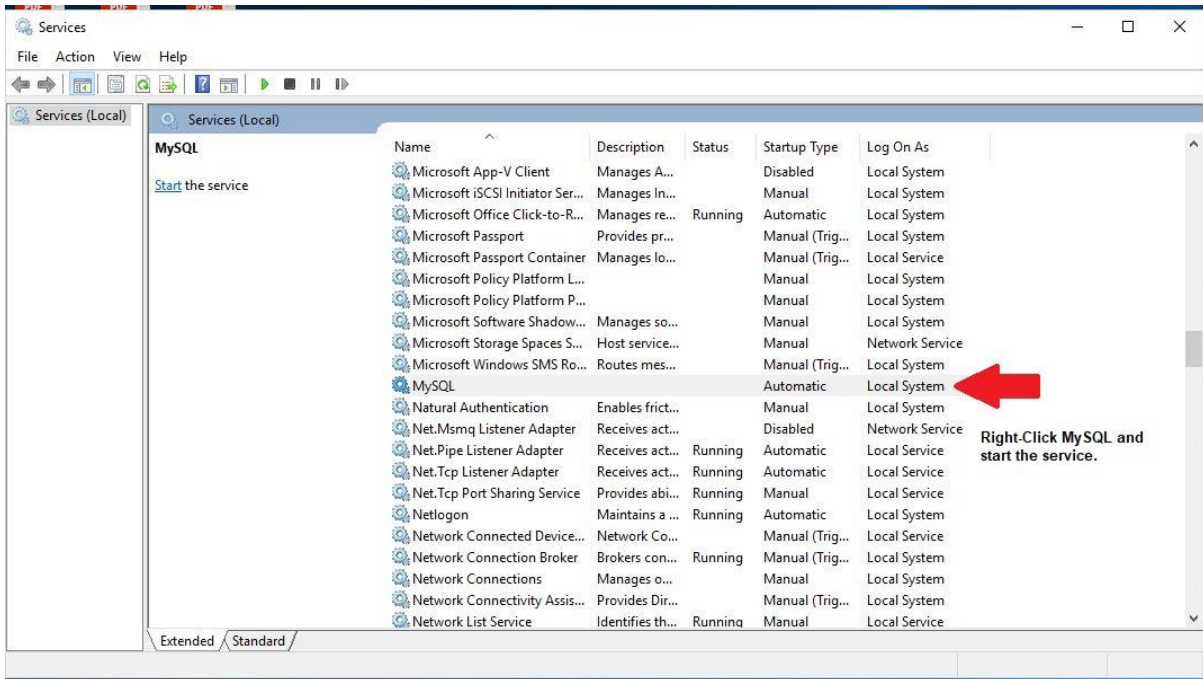 PDF PDF PDF
Services
File Action View Help
Services (Local)
Services (Local)
MySQL
Start the service
Name Description Status Startup Type Log On As
Microsoft App-V Client Manages A... Disabled Local System
Microsoft iSCSI Initiator Ser... Manages In... Manual Local System
Microsoft Office Click-to-R... Manages re... Running Automatic Local System
Microsoft Passport Provides pr... Manual (Trig... Local System
Microsoft Passport Container Manages lo... Manual (Trig... Local Service
Microsoft Policy Platform L... Manual Local System
Microsoft Policy Platform P... Manual Local System
Microsoft Software Shadow... Manages so... Manual Local System
Microsoft Storage Spaces S... Host service... Manual Network Service
Microsoft Windows SMS Ro... Routes mes... Manual (Trig... Local System
MySQL Automatic Local System
Natural Authentication Enables frict... Manual Local System
Net.Msmq Listener Adapter Receives act... Disabled Network Service
Net.Pipe Listener Adapter Receives act... Running Automatic Local Service
Net.Tcp Listener Adapter Receives act... Running Automatic Local Service
Net.Tcp Port Sharing Service Provides abi... Running Manual Local Service
Netlogon Maintains a ... Running Automatic Local System
Network Connected Device... Network Co... Manual (Trig... Local Service
Network Connection Broker Brokers con... Running Manual (Trig... Local System
Network Connections Manages o... Manual Local System
Network Connectivity Assis... Provides Dir... Manual (Trig... Local System
Network List Service Identifies th... Running Manual Local Service
Right-Click MySQL and
start the service.
Extended Standard